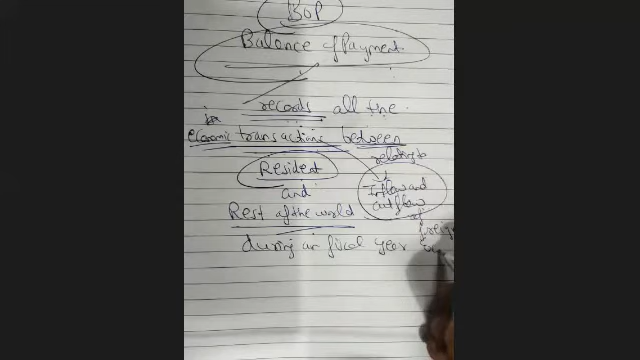 BOP
Balance of Payment
records all the
economic transactions between
relating to
Resident
Inflow and
and
outflow
Rest of the world
of
during an fiscal year